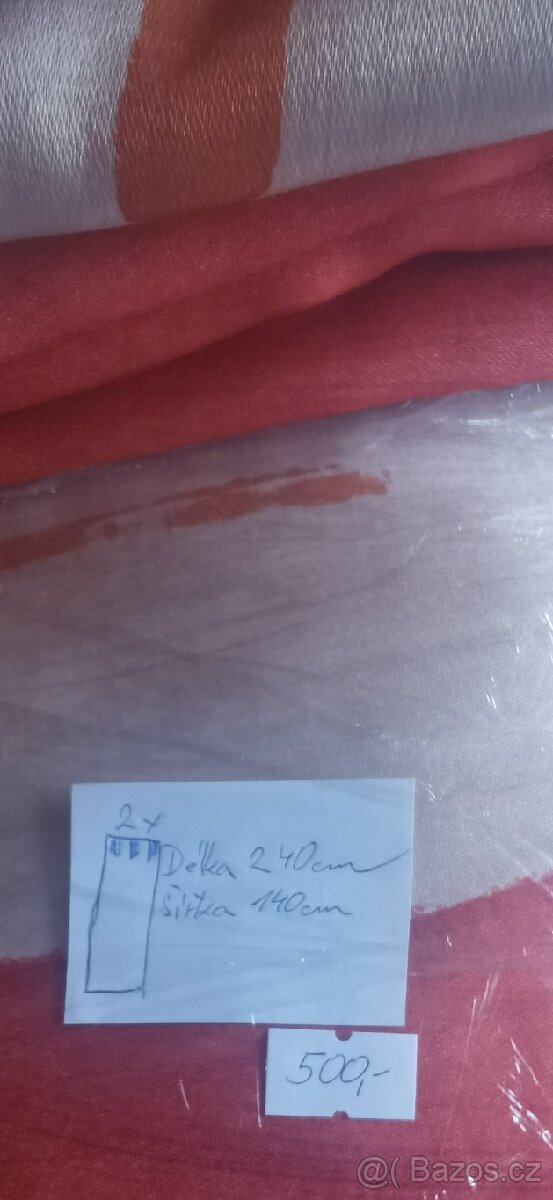 2x
Délka 240cm
Šířka 140cm
500,-
@( Bazos.cz